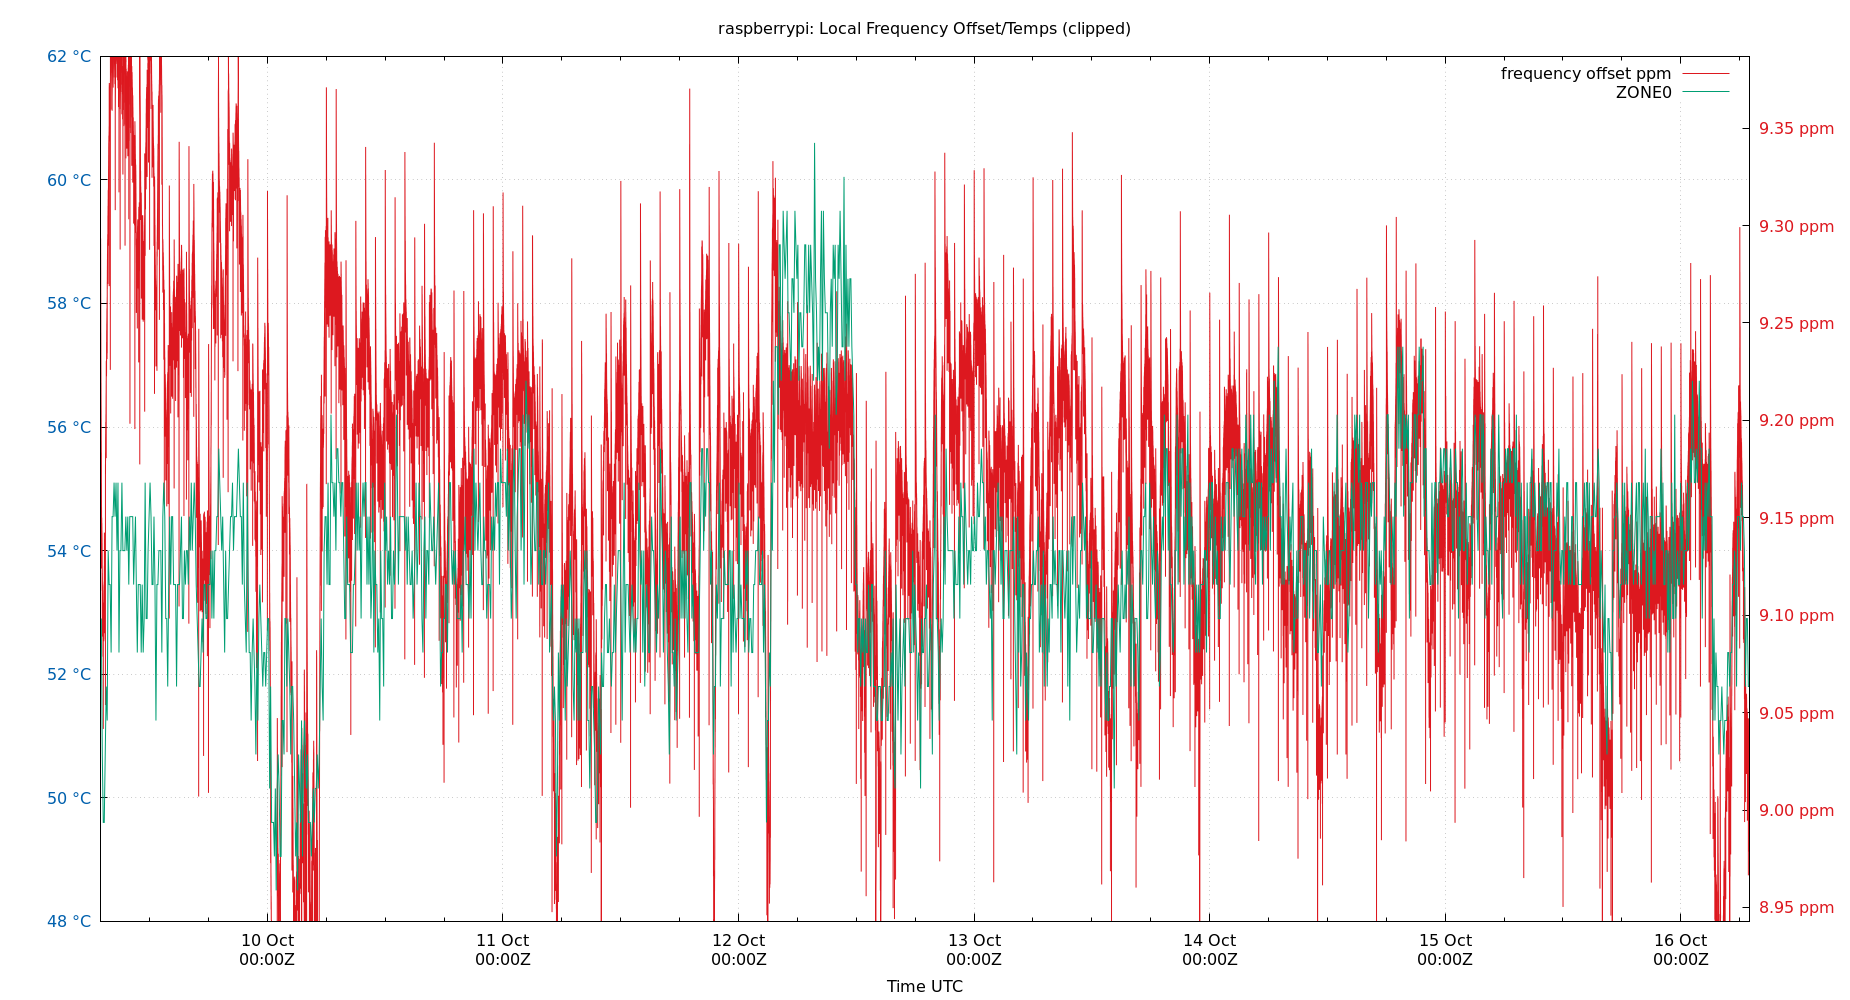 raspberrypi: Local Frequency Offset/Temps (clipped)
frequency offset ppm
ZONE0
62 °C
60 °C
58 °C
56 °C
54 °C
52 °C
50 °C
48 °C
9.35 ppm
9.30 ppm
9.25 ppm
9.20 ppm
9.15 ppm
9.10 ppm
9.05 ppm
9.00 ppm
8.95 ppm
10 Oct 11 Oct 12 Oct 13 Oct 14 Oct 15 Oct 16 Oct
00:00Z 00:00Z 00:00Z 00:00Z 00:00Z 00:00Z 00:00Z
Time UTC